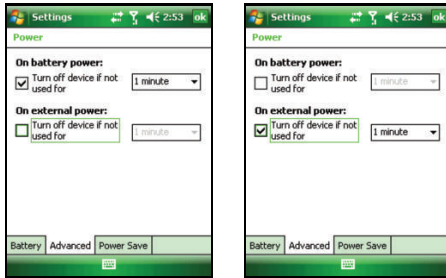 Settings 2:53 ok
Power
On battery power:
Turn off device if not
used for
1 minute
On external power:
Turn off device if not
used for
1 minute
Battery Advanced Power Save
Settings 2:53 ok
Power
On battery power:
Turn off device if not
used for
1 minute
On external power:
Turn off device if not
used for
1 minute
Battery Advanced Power Save